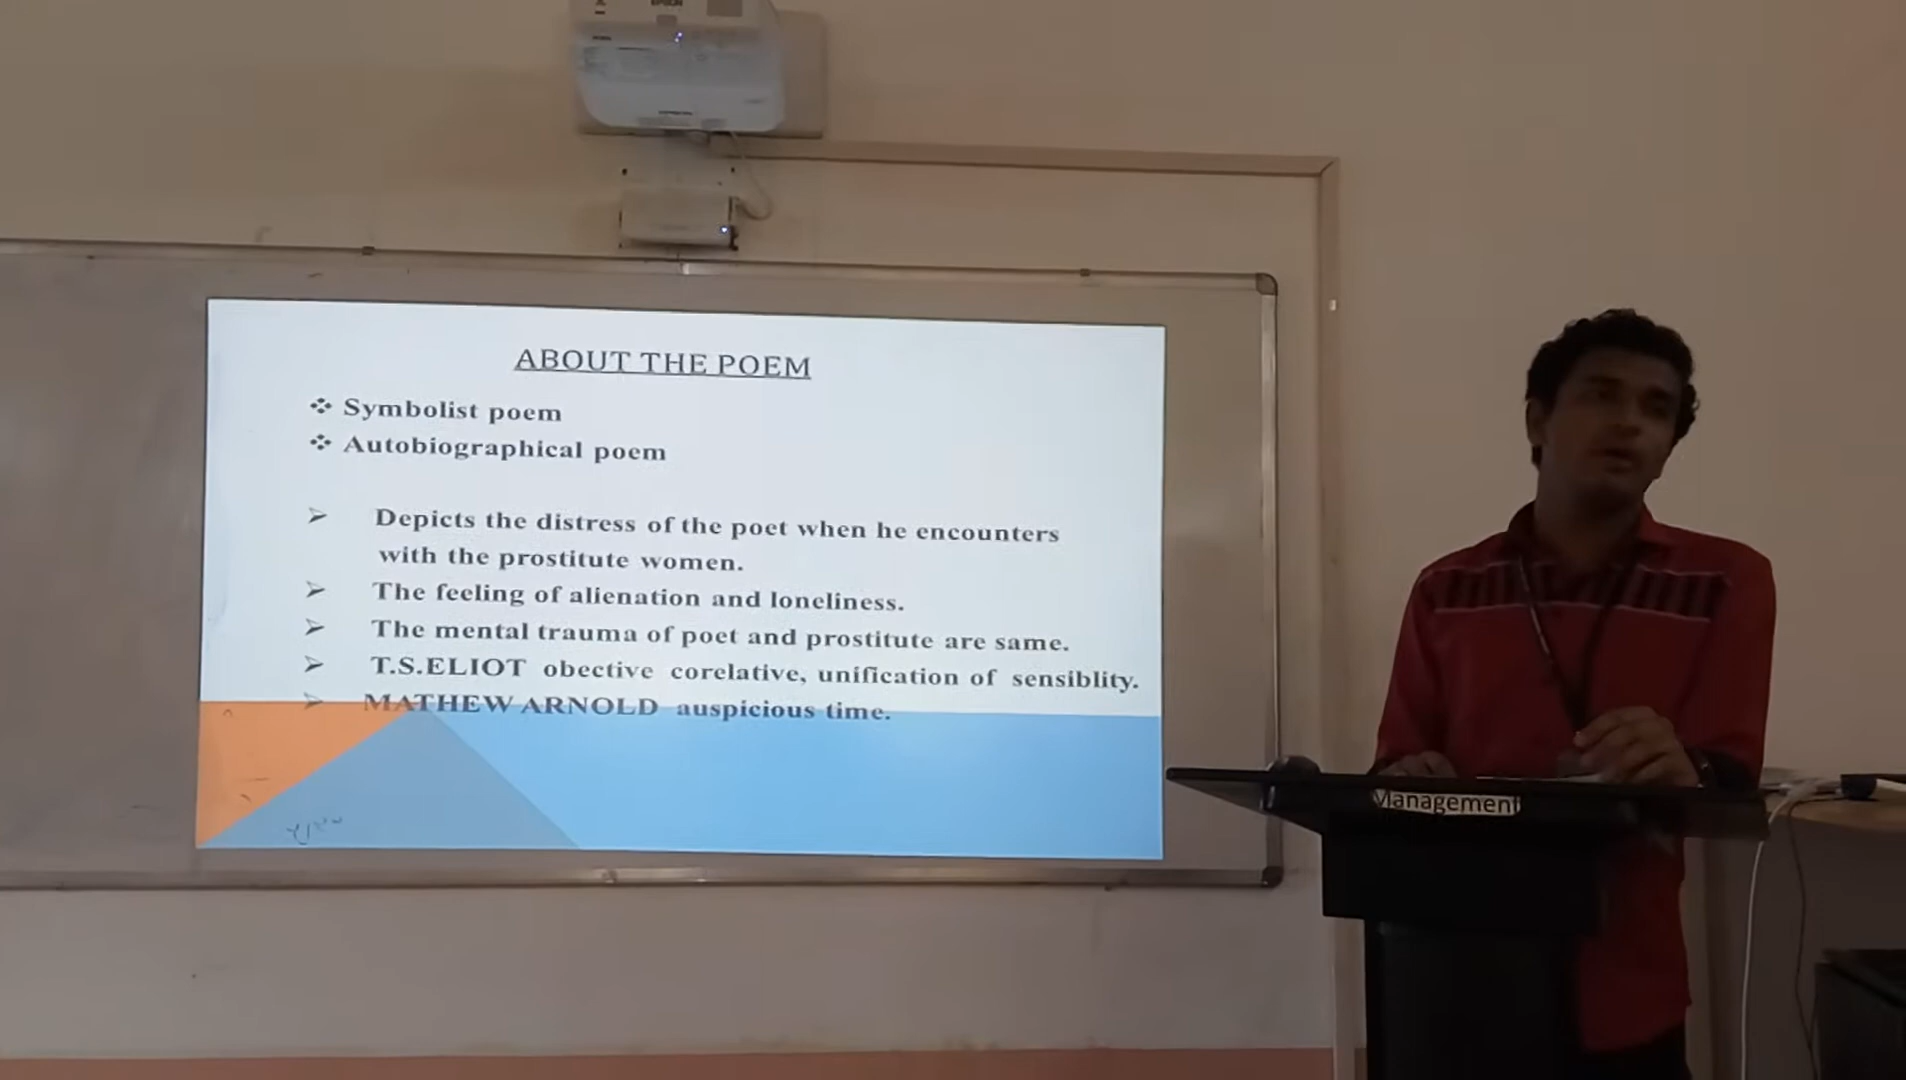 EPSON
ABOUT THE POEM
Symbolist poem
Autobiographical poem
Depicts the distress of the poet when he encounters
with the prostitute women.
The feeling of alienation and loneliness.
The mental trauma of poet and prostitute are same.
T.S.ELIOT obective corelative, unification of sensiblity.
MATHEW ARNOLD auspicious time.
Management